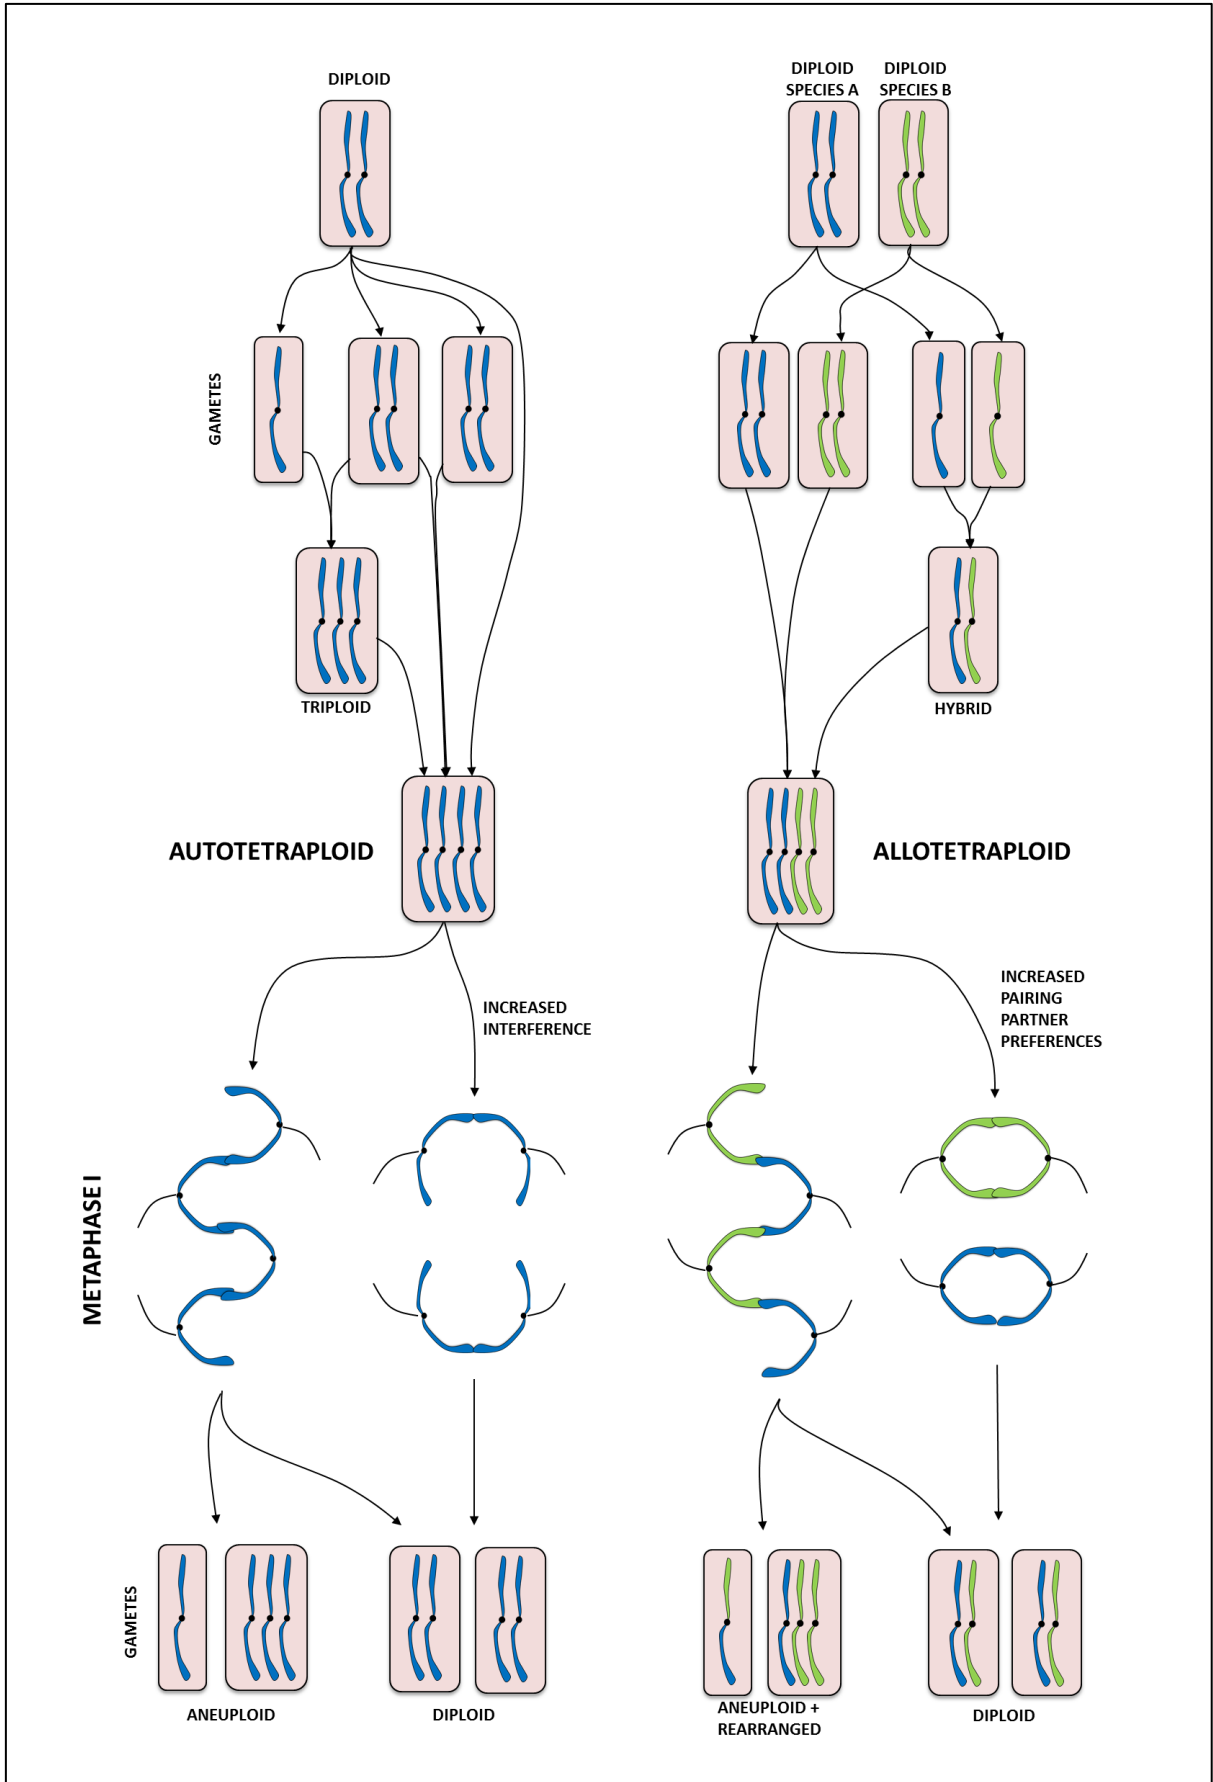 DIPLOID
DIPLOID
SPECIES A
DIPLOID
SPECIES B
GAMETES
TRIPLOID
HYBRID
AUTOTETRAPLOID
ALLOTETRAPLOID
INCREASED
INTERFERENCE
INCREASED
PAIRING
PARTNER
PREFERENCES
METAPHASE I
GAMETES
ANEUPLOID
DIPLOID
ANEUPLOID +
REARRANGED
DIPLOID